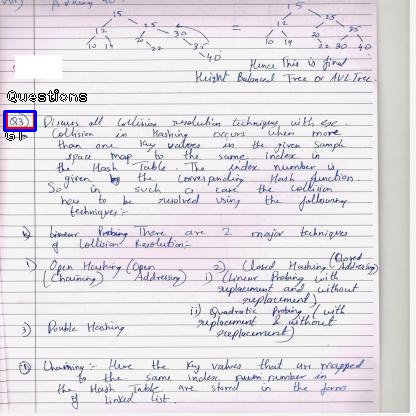 Adding 40:
15
15
12
25
12
30
30
10
14
22
35
10
14
25
35
40
22
30
40
=
Hence This is final
Height Balanced Tree or AVL Tree.
Questions
Q3) Discuss all Collision resolution techniques with exc.
Collision in Hashing occurs when more
than one Key values in the given Sample
space map to the same index in
the Hash Table. The index number is
given by the Corresponding Hash function.
So in such a case the Collision
has to be resolved using the following
techniques:-
Linear Probing There are 2 major techniques
of Collision Resolution:-
1) Open Hashing (Open
(Chaining) Addressing)
2) Closed Hashing (Closed Addressing)
i) (Linear Probing with
replacement and without
replacement)
ii) Quadratic Probing (with
replacement & without
replacement)
3) Double Hashing
① Chaining:- Here the Key values that are mapped
to the same index number in
the Hash Table are stored in the form
of linked list.